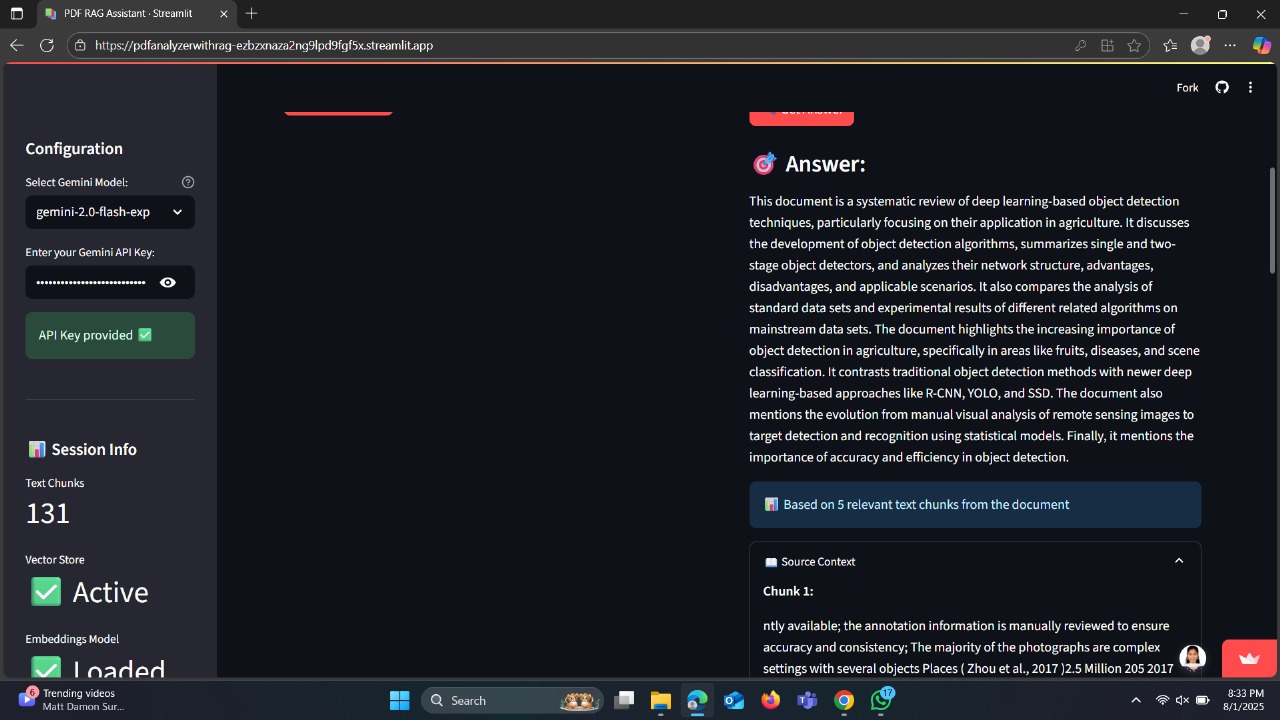 PDF RAG Assistant · Streamlit
https://pdfanalyzerwithrag-ezbzxnaza2ng9lpd9fgf5x.streamlit.app
Fork
Configuration
Select Gemini Model:
gemini-2.0-flash-exp
Enter your Gemini API Key:
API Key provided ✅
📊 Session Info
Text Chunks
131
Vector Store
✅ Active
Embeddings Model
✅ Loaded
Get Answer
🎯 Answer:
This document is a systematic review of deep learning-based object detection
techniques, particularly focusing on their application in agriculture. It discusses
the development of object detection algorithms, summarizes single and two-
stage object detectors, and analyzes their network structure, advantages,
disadvantages, and applicable scenarios. It also compares the analysis of
standard data sets and experimental results of different related algorithms on
mainstream data sets. The document highlights the increasing importance of
object detection in agriculture, specifically in areas like fruits, diseases, and scene
classification. It contrasts traditional object detection methods with newer deep
learning-based approaches like R-CNN, YOLO, and SSD. The document also
mentions the evolution from manual visual analysis of remote sensing images to
target detection and recognition using statistical models. Finally, it mentions the
importance of accuracy and efficiency in object detection.
📊 Based on 5 relevant text chunks from the document
📖 Source Context
Chunk 1:
ntly available; the annotation information is manually reviewed to ensure
accuracy and consistency; The majority of the photographs are complex
settings with several objects Places ( Zhou et al., 2017 )2.5 Million 205 2017
6
Trending videos
Matt Damon Sur...
Search
17
8:33 PM
8/1/2025